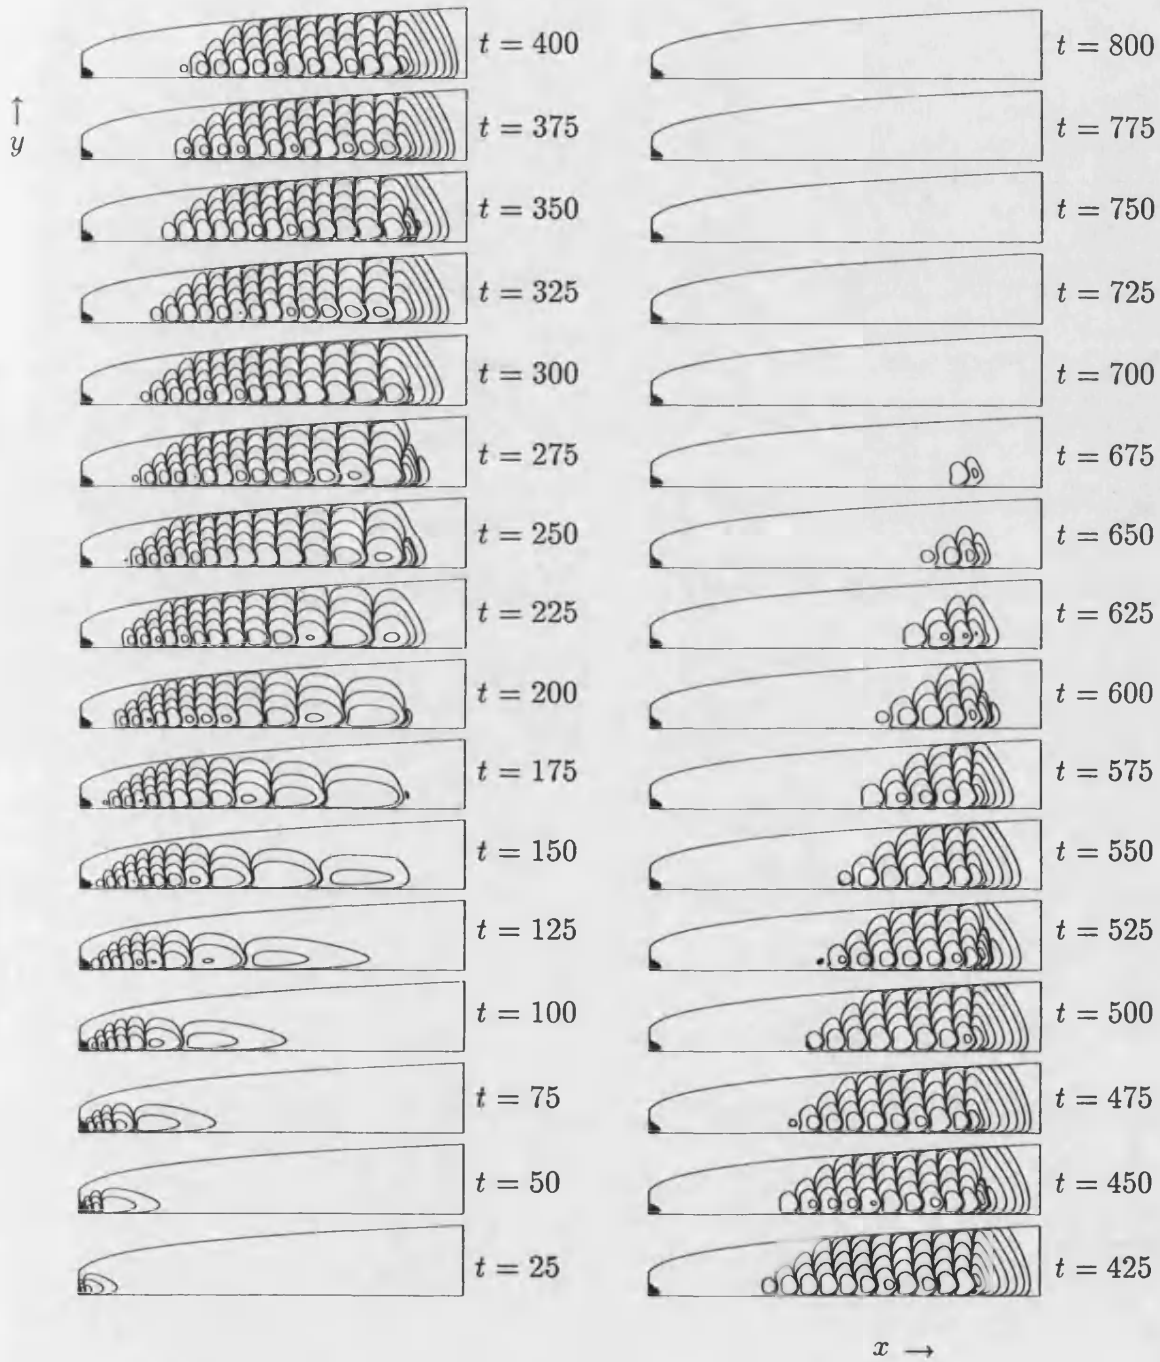 t = 400
t = 375
t = 350
t = 325
t = 300
t = 275
t = 250
t = 225
t = 200
t = 175
t = 150
t = 125
t = 100
t = 75
t = 50
t = 25
↑
y
t = 800
t = 775
t = 750
t = 725
t = 700
t = 675
t = 650
t = 625
t = 600
t = 575
t = 550
t = 525
t = 500
t = 475
t = 450
t = 425
x →